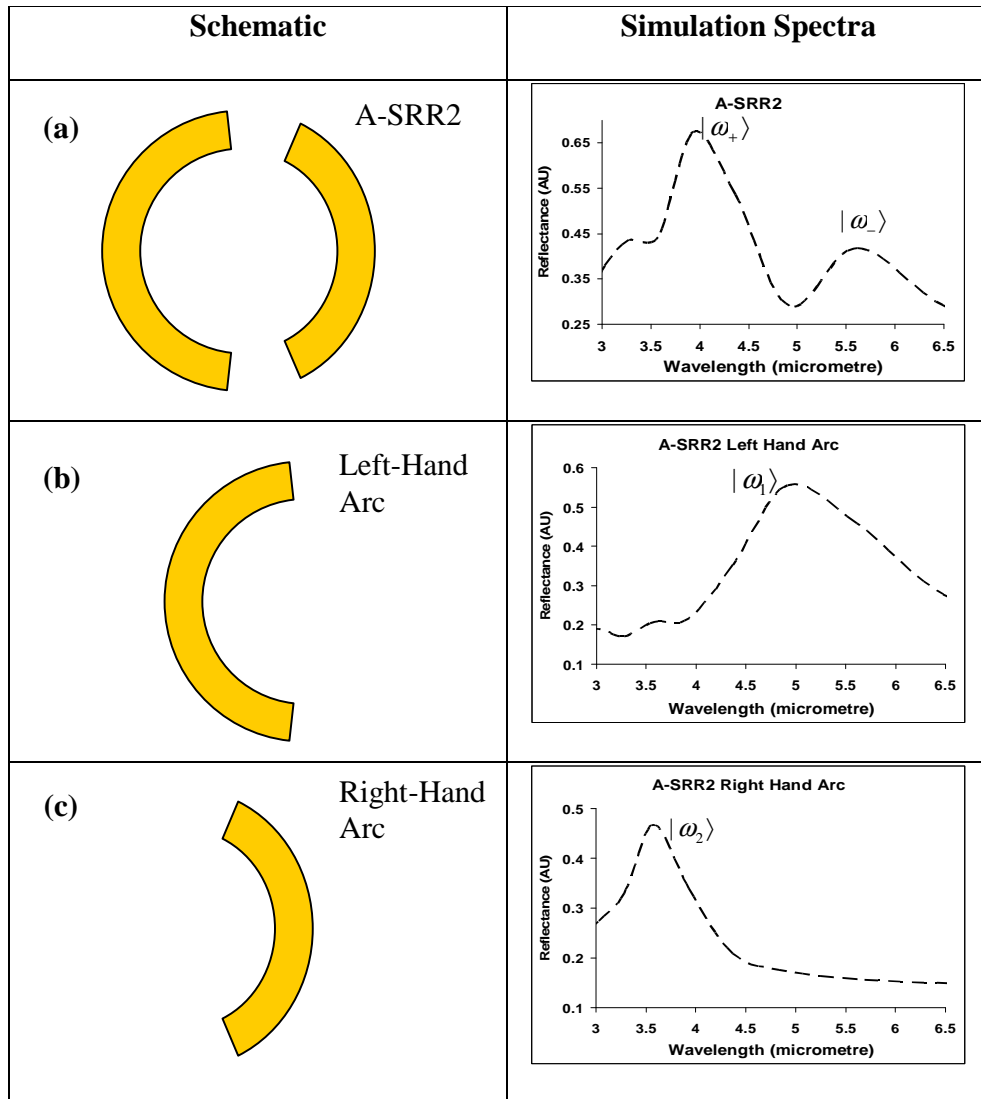 Schematic
Simulation Spectra
(a)
A-SRR2
A-SRR2
|ω₊⟩
|ω₋⟩
Reflectance (AU)
0.65
0.55
0.45
0.35
0.25
3 3.5 4 4.5 5 5.5 6 6.5
Wavelength (micrometre)
(b)
Left-Hand
Arc
A-SRR2 Left Hand Arc
|ω₁⟩
Reflectance (AU)
0.6
0.5
0.4
0.3
0.2
0.1
3 3.5 4 4.5 5 5.5 6 6.5
Wavelength (micrometre)
(c)
Right-Hand
Arc
A-SRR2 Right Hand Arc
|ω₂⟩
Reflectance (AU)
0.5
0.4
0.3
0.2
0.1
3 3.5 4 4.5 5 5.5 6 6.5
Wavelength (micrometre)